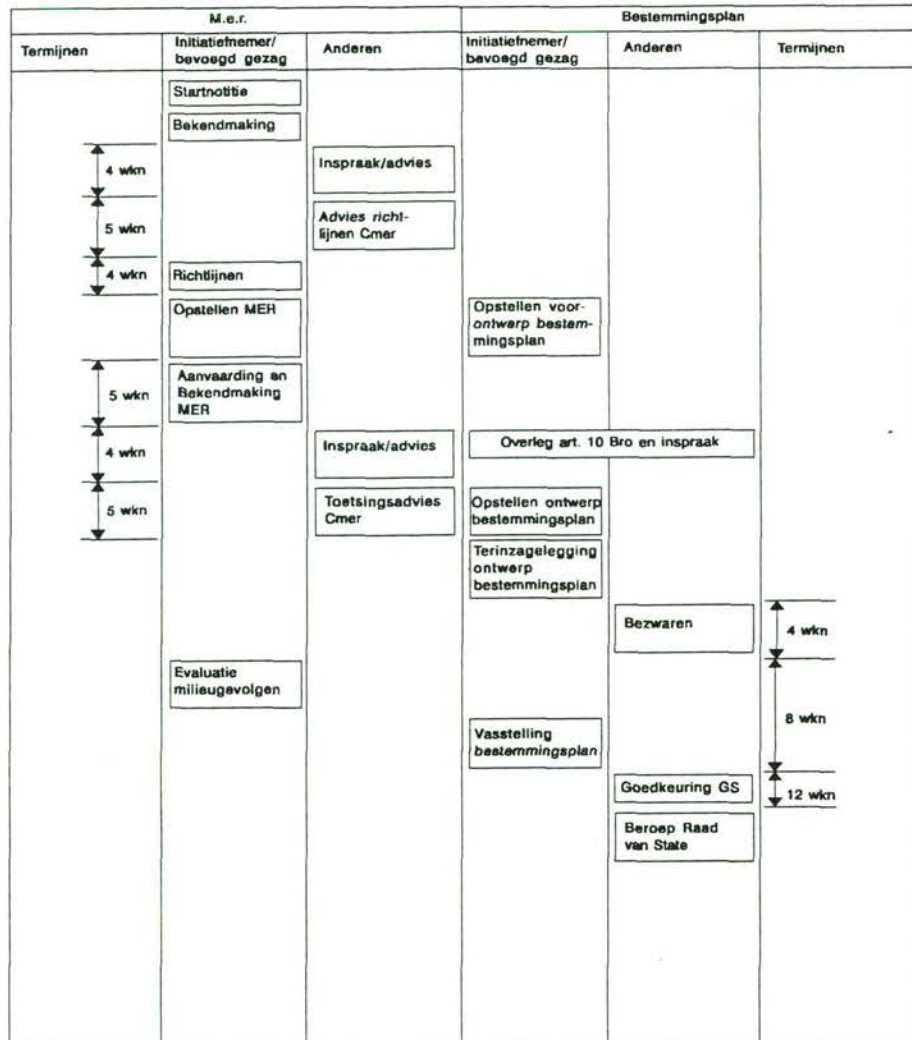 M.e.r.
Bestemmingsplan
Termijnen
Initiatiefnemer/
bevoegd gezag
Anderen
Initiatiefnemer/
bevoegd gezag
Anderen
Termijnen
Startnotitie
Bekendmaking
4 wkn
Inspraak/advies
5 wkn
Advies richt-
lijnen Cmer
4 wkn
Richtlijnen
Opstellen MER
Opstellen voor-
ontwerp bestem-
mingsplan
5 wkn
Aanvaarding en
Bekendmaking
MER
4 wkn
Inspraak/advies
Overleg art. 10 Bro en inspraak
5 wkn
Toetsingsadvies
Cmer
Opstellen ontwerp
bestemmingsplan
Terinzagelegging
ontwerp
bestemmingsplan
Bezwaren
4 wkn
Evaluatie
milieugevolgen
8 wkn
Vasstelling
bestemmingsplan
Goedkeuring GS
12 wkn
Beroep Raad
van State